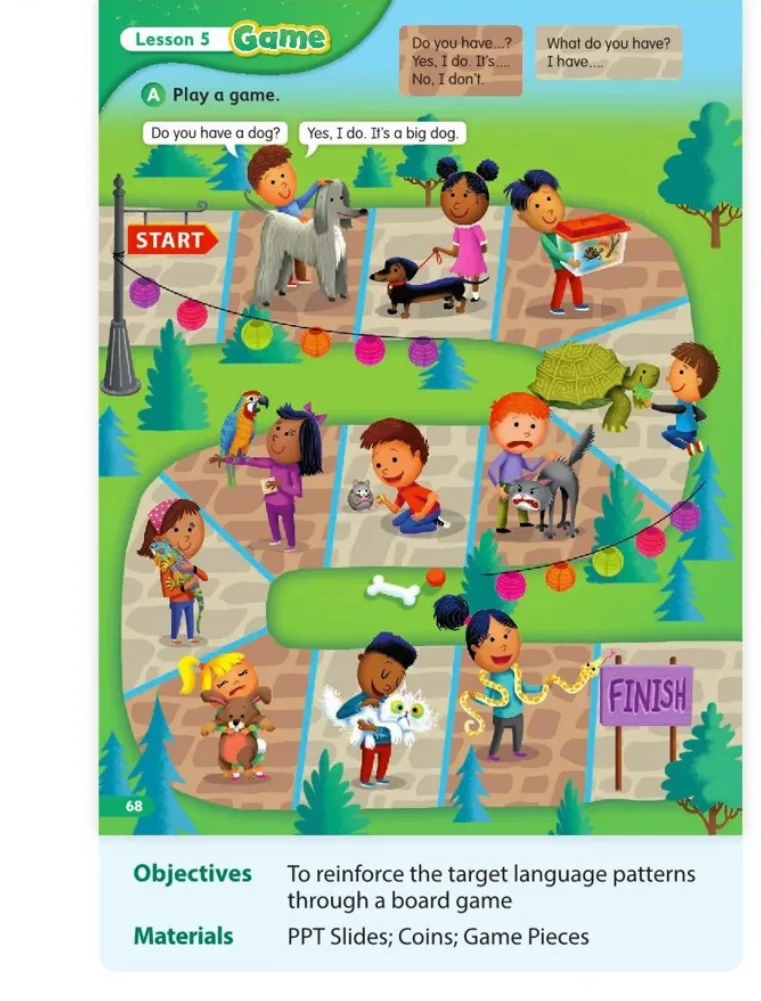 Lesson 5 Game
Do you have...?
Yes, I do. It's....
No, I don't.
What do you have?
I have....
A Play a game.
Do you have a dog?
Yes, I do. It's a big dog.
START
FINISH
68
Objectives To reinforce the target language patterns
through a board game
Materials PPT Slides; Coins; Game Pieces